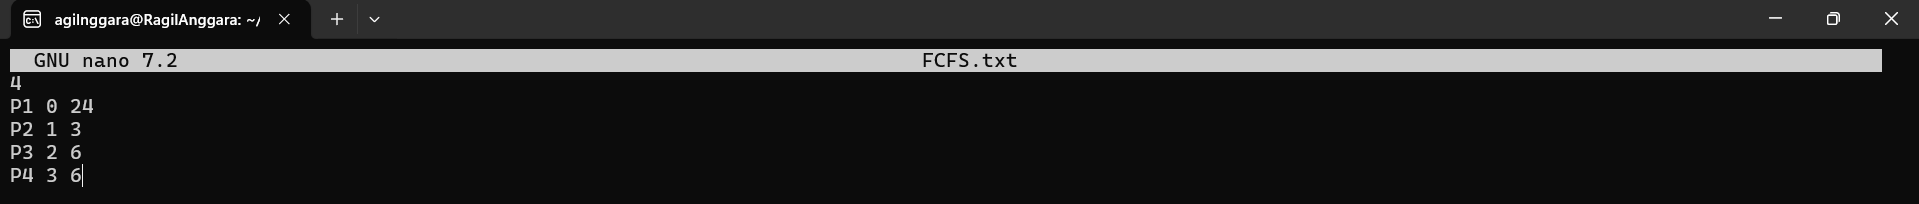 agilnggara@RagilAnggara: ~/
GNU nano 7.2 FCFS.txt
4
P1 0 24
P2 1 3
P3 2 6
P4 3 6